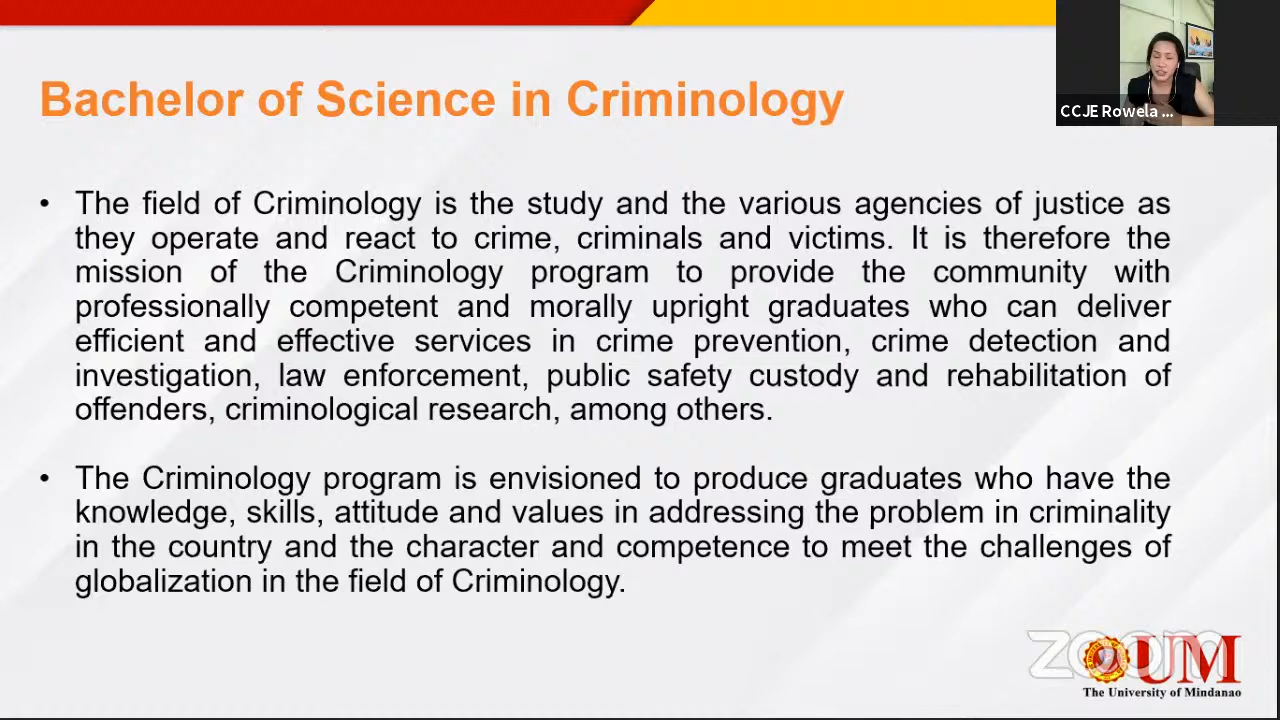 Bachelor of Science in Criminology
CCJE Rowela ...
• The field of Criminology is the study and the various agencies of justice as
they operate and react to crime, criminals and victims. It is therefore the
mission of the Criminology program to provide the community with
professionally competent and morally upright graduates who can deliver
efficient and effective services in crime prevention, crime detection and
investigation, law enforcement, public safety custody and rehabilitation of
offenders, criminological research, among others.
• The Criminology program is envisioned to produce graduates who have the
knowledge, skills, attitude and values in addressing the problem in criminality
in the country and the character and competence to meet the challenges of
globalization in the field of Criminology.
zoom
UM
The University of Mindanao